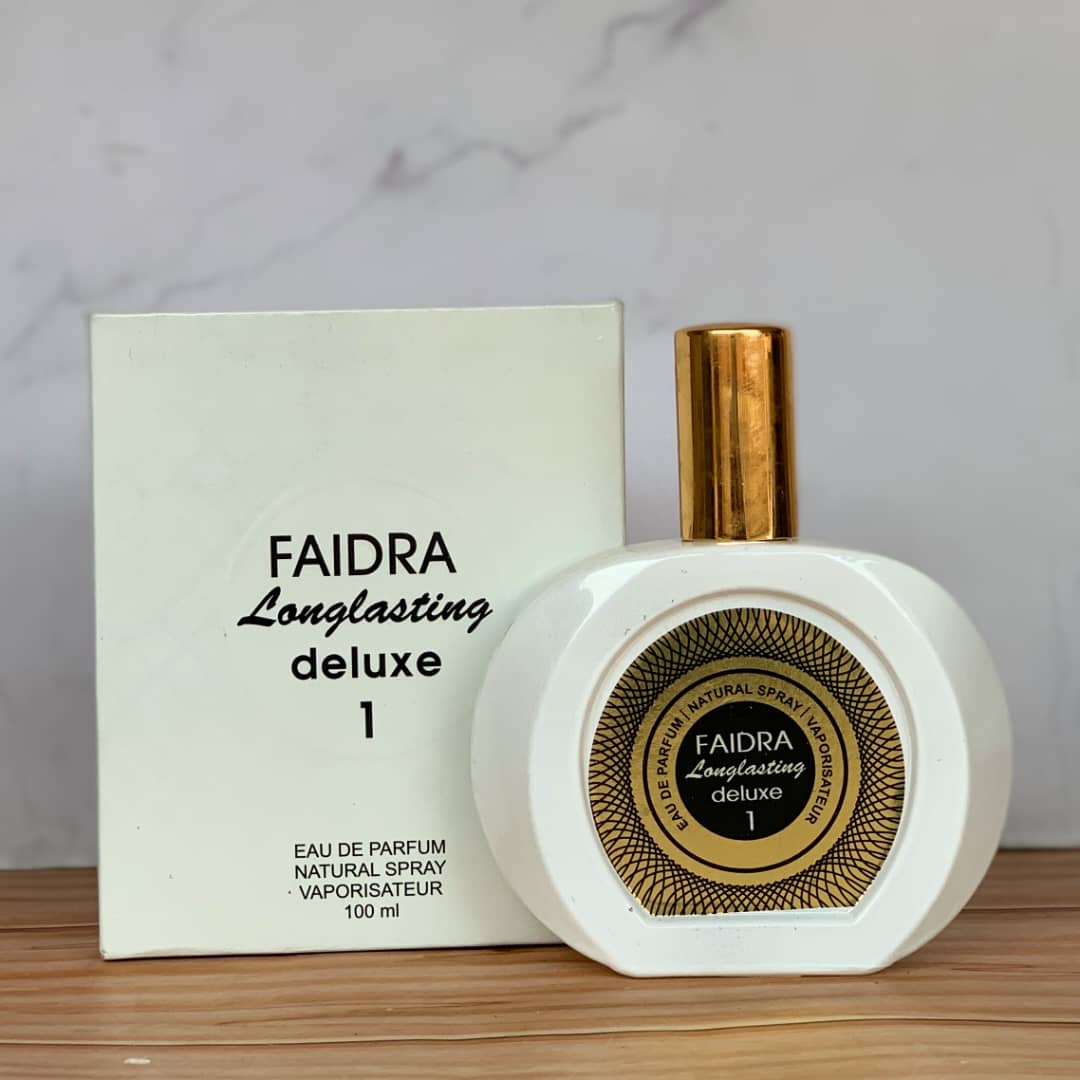 FAIDRA
Longlasting
deluxe
1
EAU DE PARFUM
NATURAL SPRAY
VAPORISATEUR
100 ml
EAU DE PARFUM | NATURAL SPRAY | VAPORISATEUR
FAIDRA
Longlasting
deluxe
1